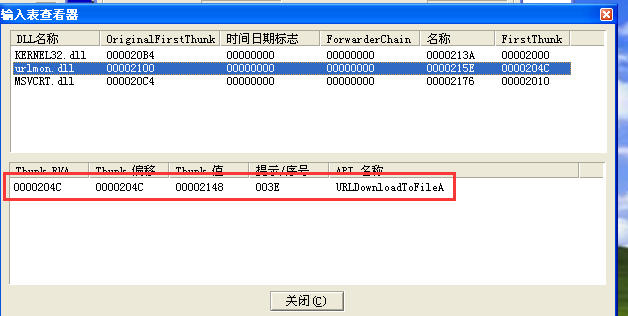 输入表查看器
DLL名称 OriginalFirstThunk 时间日期标志 ForwarderChain 名称 FirstThunk
KERNEL32.dll 000020B4 00000000 00000000 0000213A 00002000
urlmon.dll 00002100 00000000 00000000 0000215E 0000204C
MSVCRT.dll 000020C4 00000000 00000000 00002176 00002010
Thunk RVA Thunk 偏移 Thunk 值 提示/序号 API 名称
0000204C 0000204C 00002148 003E URLDownloadToFileA
关闭(C)